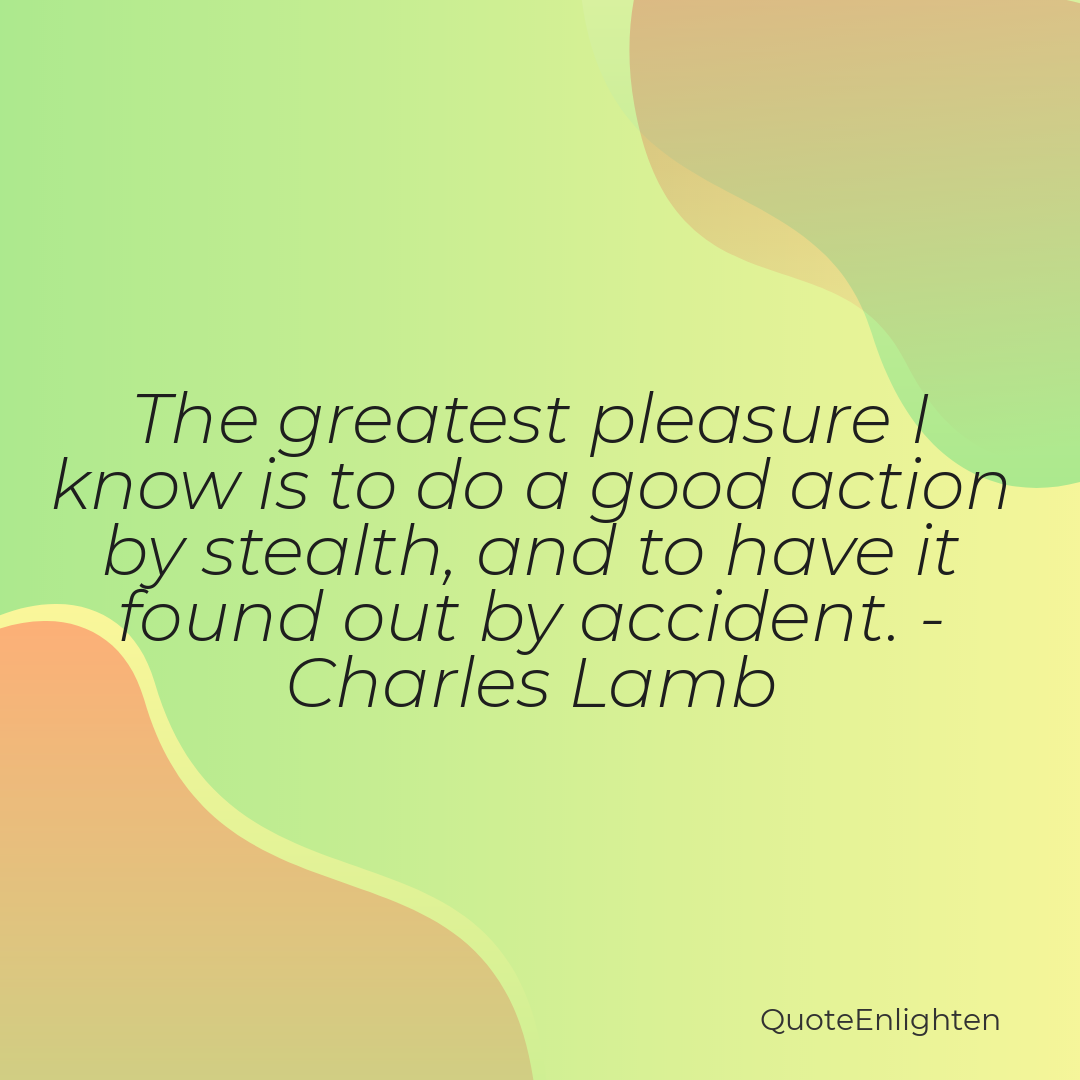 The greatest pleasure I
know is to do a good action
by stealth, and to have it
found out by accident. -
Charles Lamb
QuoteEnlighten